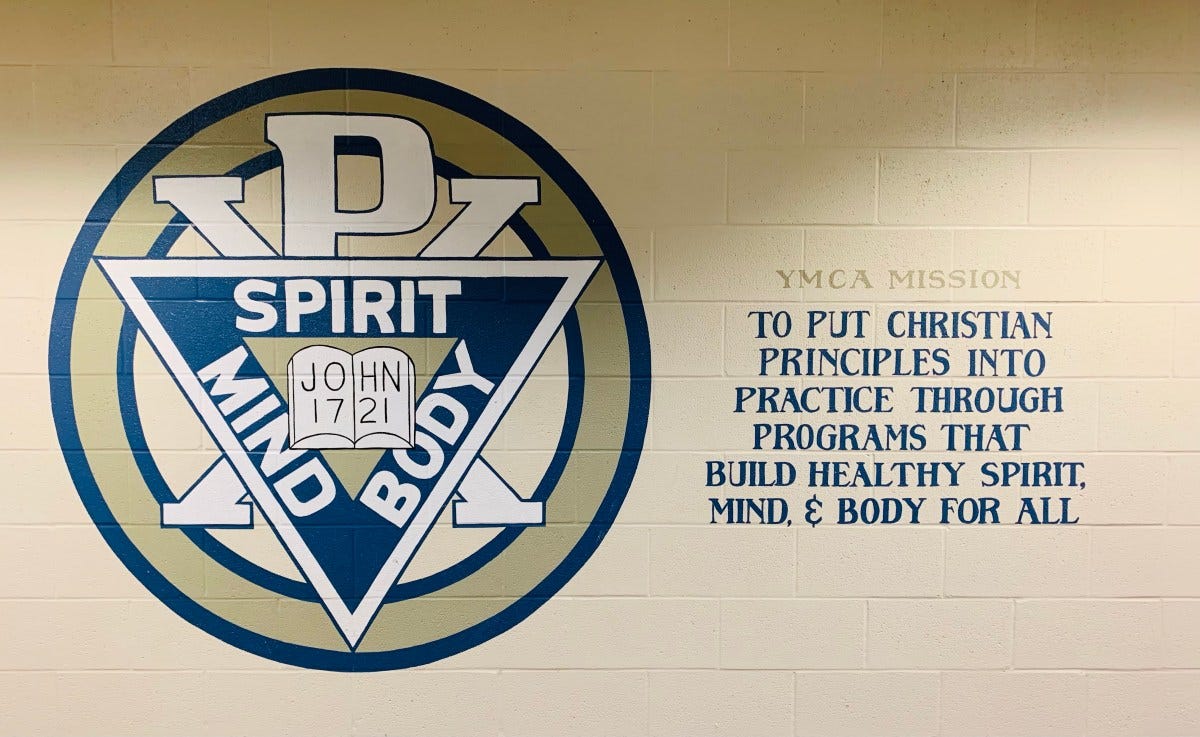 PX
SPIRIT
MIND
BODY
JOHN
17 21
YMCA MISSION
TO PUT CHRISTIAN
PRINCIPLES INTO
PRACTICE THROUGH
PROGRAMS THAT
BUILD HEALTHY SPIRIT,
MIND, & BODY FOR ALL